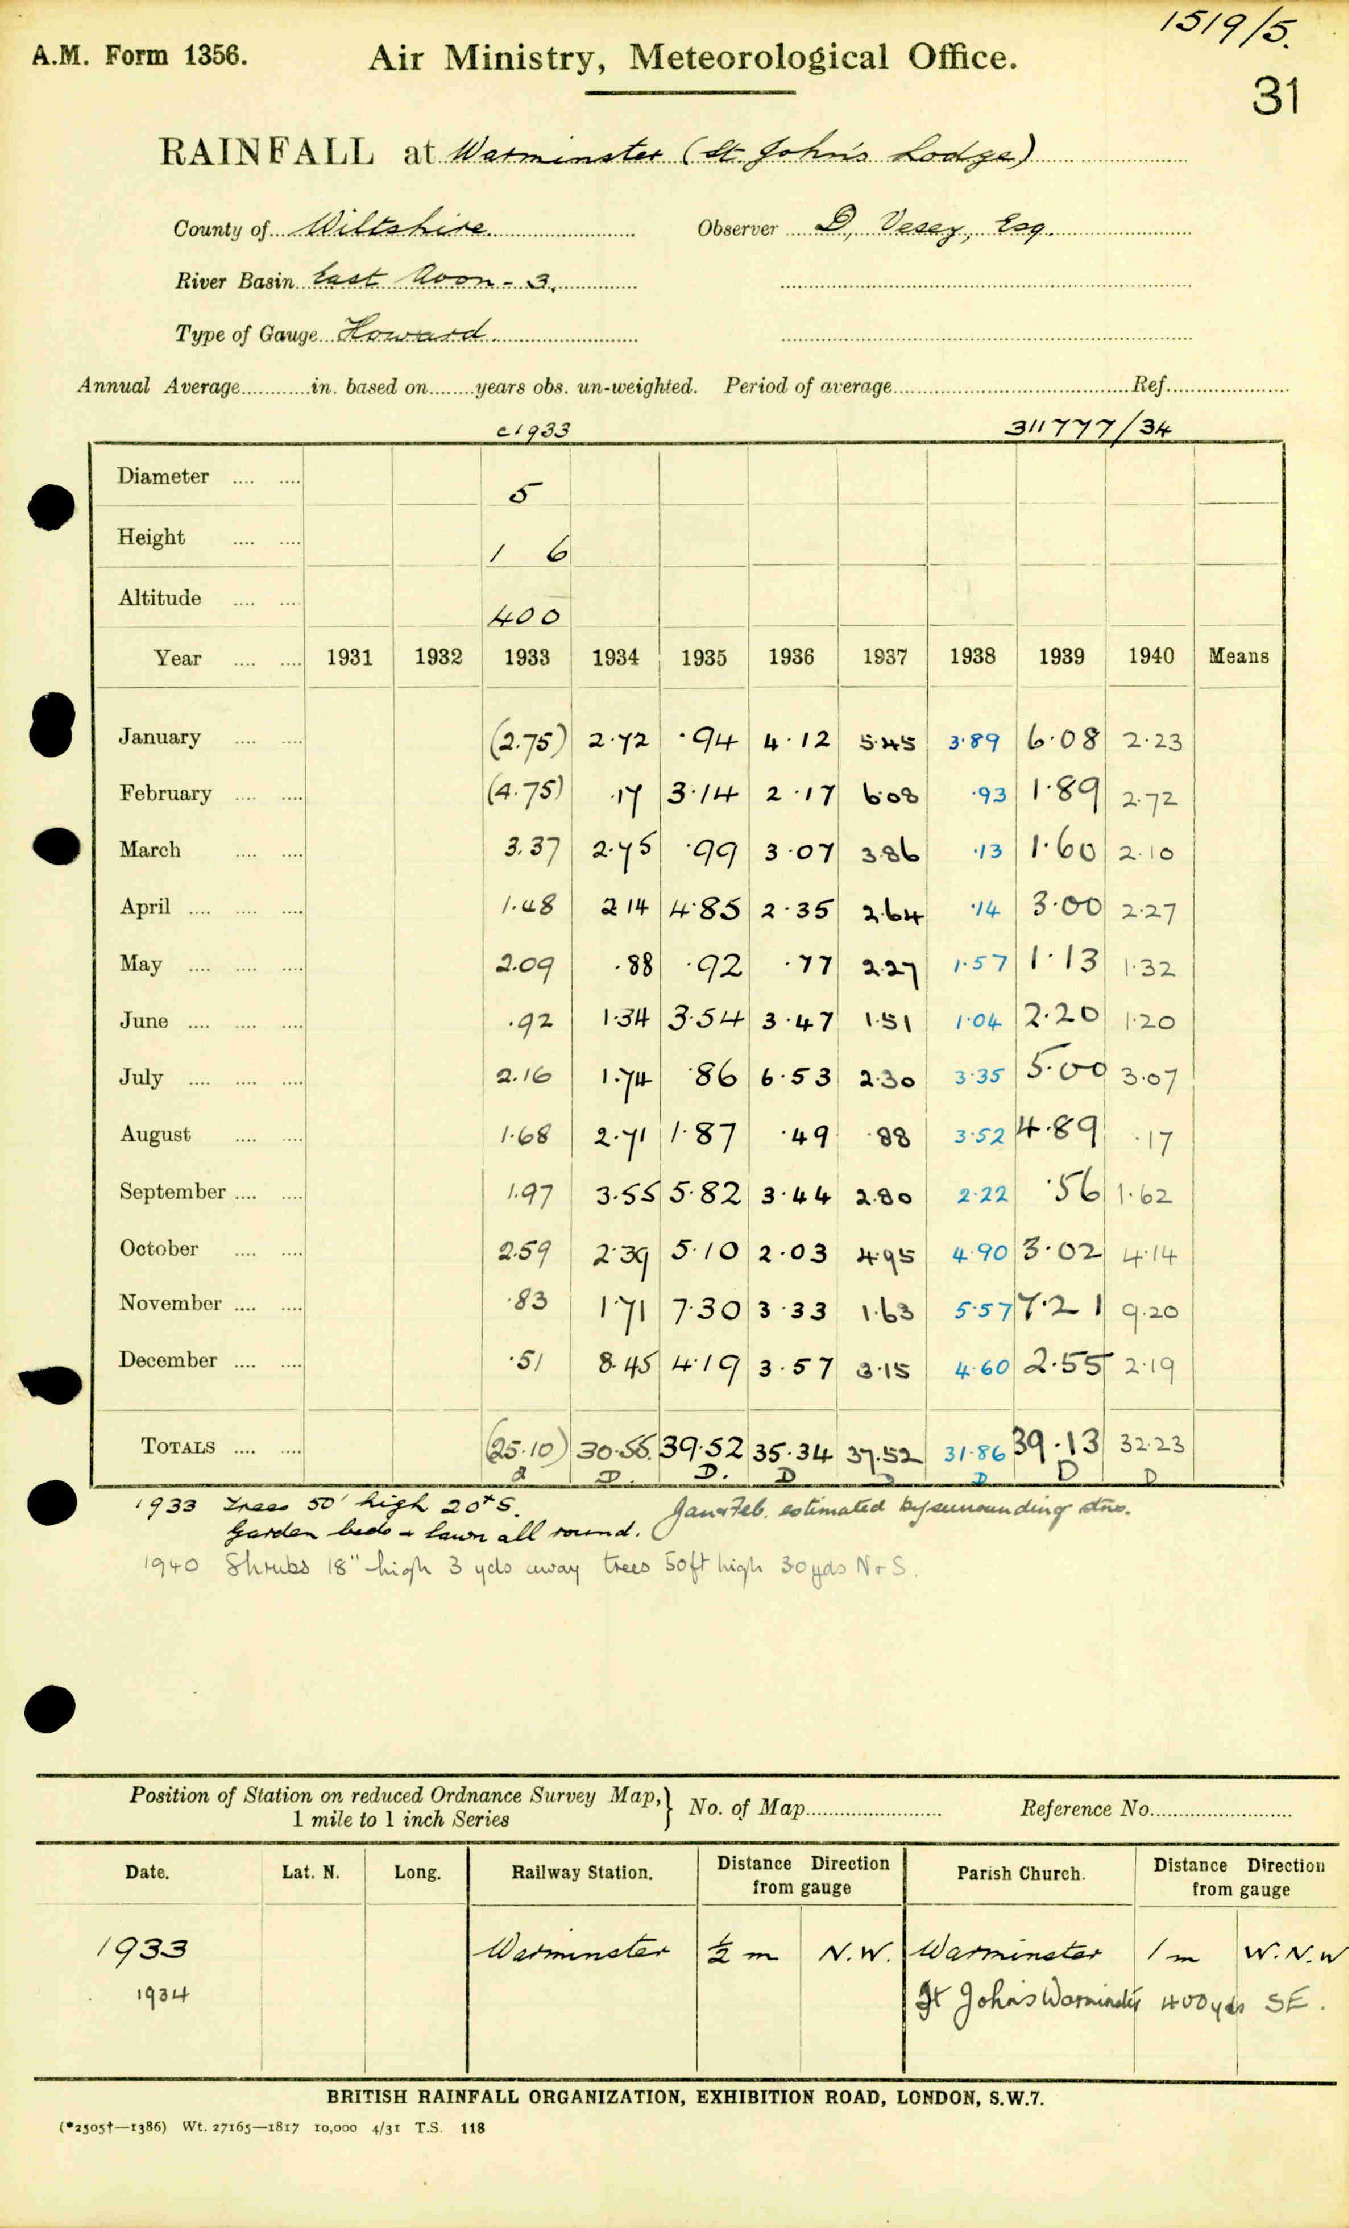 1519/5.
A.M. Form 1356. Air Ministry, Meteorological Office.
31
RAINFALL at Warminster (St John's Lodge)
County of Wiltshire. Observer D. Vesey, Esq.
River Basin East Avon - 3.
Type of Gauge Howard.
Annual Average............in. based on........years obs. un-weighted. Period of average........................Ref.....................
c1933 311777/34
Diameter .... .... 5
Height .... .... 1 6
Altitude .... .... 400
Year .... .... 1931 1932 1933 1934 1935 1936 1937 1938 1939 1940 Means
January .... .... (2.75) 2.72 .94 4.12 5.45 3.89 6.08 2.23
February .... .... (4.75) .17 3.14 2.17 6.08 .93 1.89 2.72
March .... .... 3.37 2.75 .99 3.07 3.86 .13 1.60 2.10
April .... .... .... 1.48 2 14 4.85 2.35 2.64 .14 3.00 2.27
May .... .... .... 2.09 .88 .92 .77 2.27 1.57 1.13 1.32
June .... .... .... .92 1.34 3.54 3.47 1.51 1.04 2.20 1.20
July .... .... .... 2.16 1.74 .86 6.53 2.30 3.35 5.00 3.07
August .... .... 1.68 2.71 1.87 .49 .88 3.52 4.89 .17
September .... .... 1.97 3.55 5.82 3.44 2.80 2.22 .56 1.62
October .... .... 2.59 2.39 5.10 2.03 4.95 4.90 3.02 4.14
November .... .... .83 1.71 7.30 3.33 1.63 5.57 7.21 9.20
December .... .... .51 8.45 4.19 3.57 3.15 4.60 2.55 2.19
TOTALS .... .... (25.10) 30.55 39.52 35.34 37.52 31.86 39.13 32.23
D. D. D D D D D
1933 Trees 50' high 20x S. Jan & Feb. estimated by surrounding stns.
Garden beds & lawn all round.
1940 Shrubs 18" high 3 yds away trees 50ft high 30yds N & S.
Position of Station on reduced Ordnance Survey Map,} No. of Map........................ Reference No.........................
1 mile to 1 inch Series
Date. Lat. N. Long. Railway Station. Distance Direction from gauge Parish Church. Distance Direction from gauge
1933 Warminster ½ m N.W. Warminster 1 m W.N.W
1934 St John's Warminster 400 yds SE.
BRITISH RAINFALL ORGANIZATION, EXHIBITION ROAD, LONDON, S.W.7.
(*2505†—1386) Wt. 27165—1817 10,000 4/31 T.S. 118